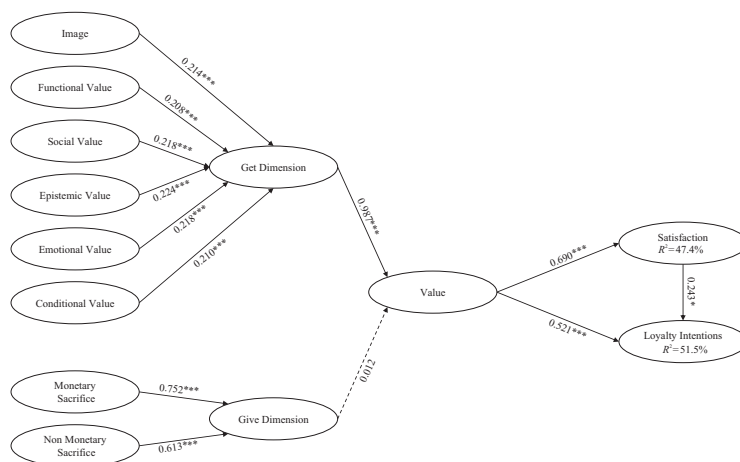 Image
0.214***
Functional Value
0.208***
Social Value
0.218***
Get Dimension
Epistemic Value
0.224***
Emotional Value
0.218***
Conditional Value
0.210***
0.987***
Value
0.690***
Satisfaction
R²=47.4%
0.243*
0.521***
Loyalty Intentions
R²=51.5%
Monetary
Sacrifice
0.752***
Give Dimension
0.012
Non Monetary
Sacrifice
0.613***